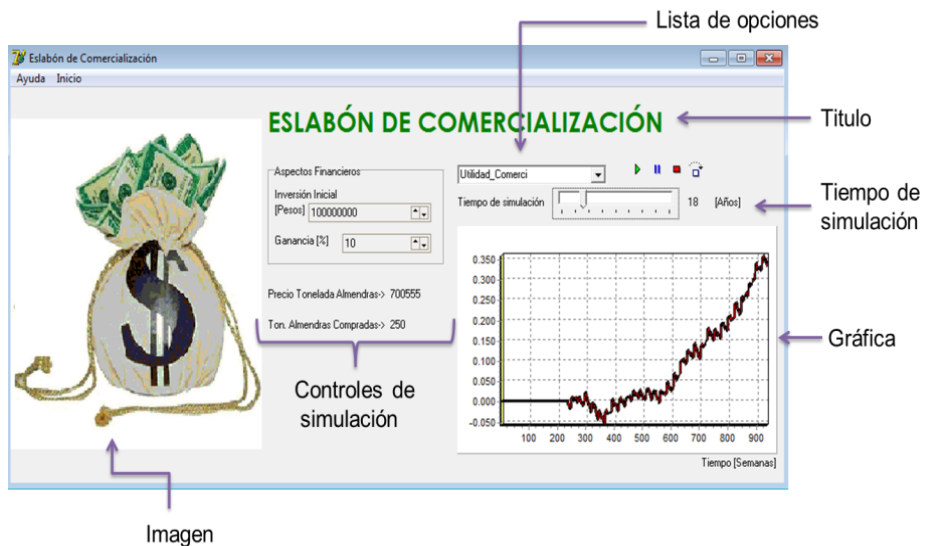 Lista de opciones
Eslabón de Comercialización
Ayuda Inicio
ESLABÓN DE COMERCIALIZACIÓN
Titulo
Aspectos Financieros
Inversión Inicial
[Pesos] 100000000
Ganancia [%] 10
Precio Tonelada Almendras-> 700555
Ton. Almendras Compradas-> 250
Controles de
simulación
Utilidad_Comerci
Tiempo de simulación 18 [Años]
Tiempo de
simulación
0.350
0.300
0.250
0.200
0.150
0.100
0.050
0.000
-0.050
100 200 300 400 500 600 700 800 900
Tiempo [Semanas]
Gráfica
Imagen